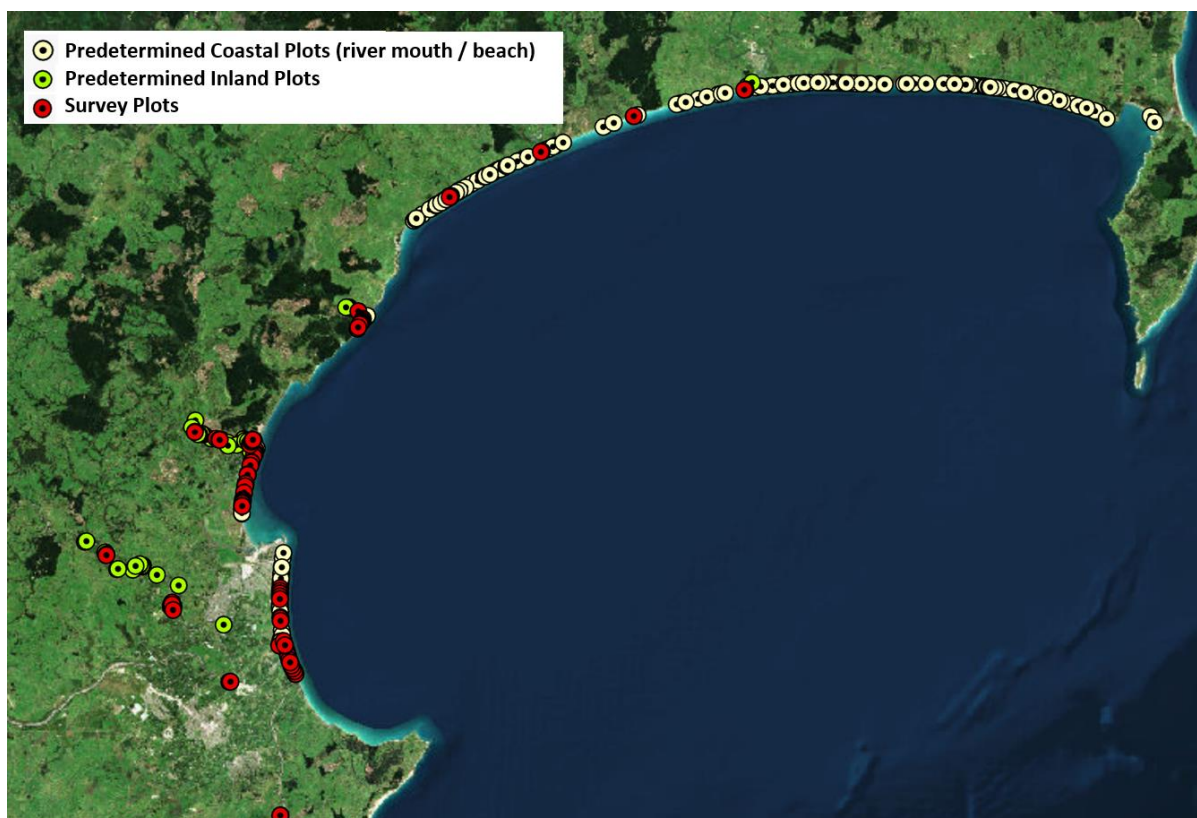 Predetermined Coastal Plots (river mouth / beach)
Predetermined Inland Plots
Survey Plots